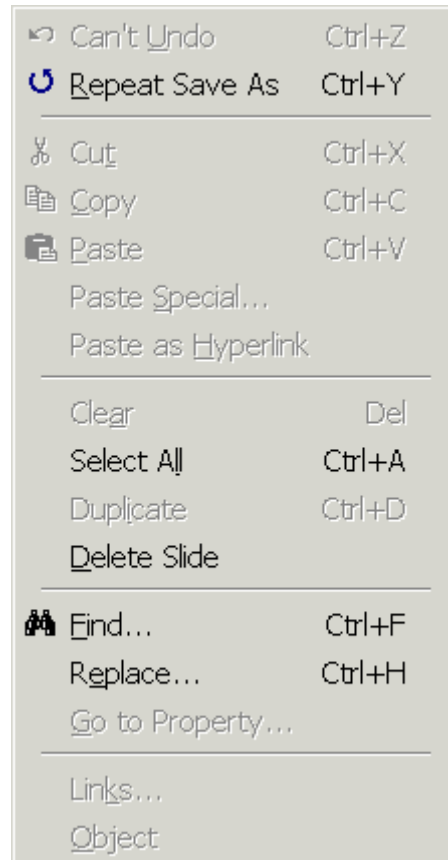 Can't Undo Ctrl+Z
Repeat Save As Ctrl+Y
Cut Ctrl+X
Copy Ctrl+C
Paste Ctrl+V
Paste Special...
Paste as Hyperlink
Clear Del
Select All Ctrl+A
Duplicate Ctrl+D
Delete Slide
Find... Ctrl+F
Replace... Ctrl+H
Go to Property...
Links...
Object